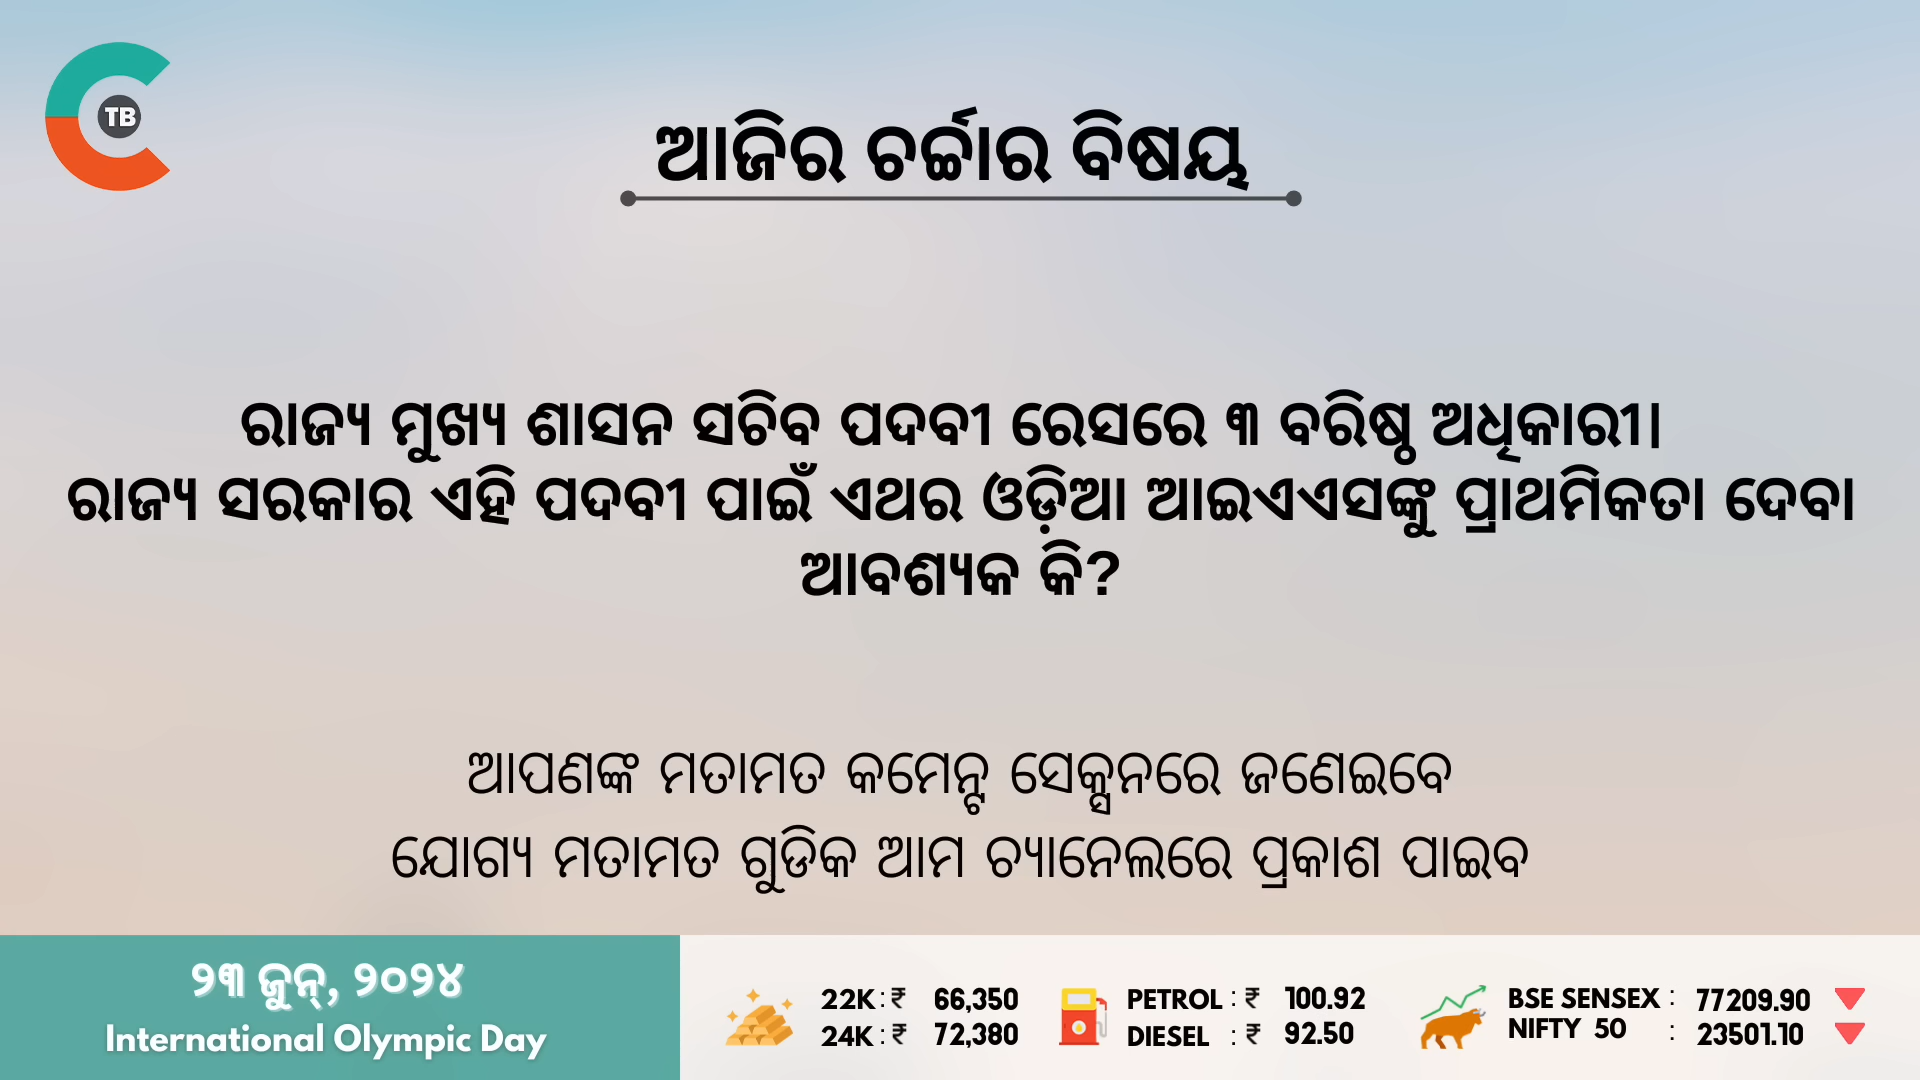 TB
ଆଜିର ଚର୍ଚ୍ଚାର ବିଷୟ
ରାଜ୍ୟ ମୁଖ୍ୟ ଶାସନ ସଚିବ ପଦବୀ ରେସରେ ୩ ବରିଷ୍ଠ ଅଧିକାରୀ।
ରାଜ୍ୟ ସରକାର ଏହି ପଦବୀ ପାଇଁ ଏଥର ଓଡ଼ିଆ ଆଇଏଏସଙ୍କୁ ପ୍ରାଥମିକତା ଦେବା
ଆବଶ୍ୟକ କି?
ଆପଣଙ୍କ ମତାମତ କମେନ୍ଟ ସେକ୍ସନରେ ଜଣେଇବେ
ଯୋଗ୍ୟ ମତାମତ ଗୁଡିକ ଆମ ଚ୍ୟାନେଲରେ ପ୍ରକାଶ ପାଇବ
୨୩ ଜୁନ୍, ୨୦୨୪
International Olympic Day
22K : ₹ 66,350
24K : ₹ 72,380
PETROL : ₹ 100.92
DIESEL : ₹ 92.50
BSE SENSEX : 77209.90
NIFTY 50 : 23501.10